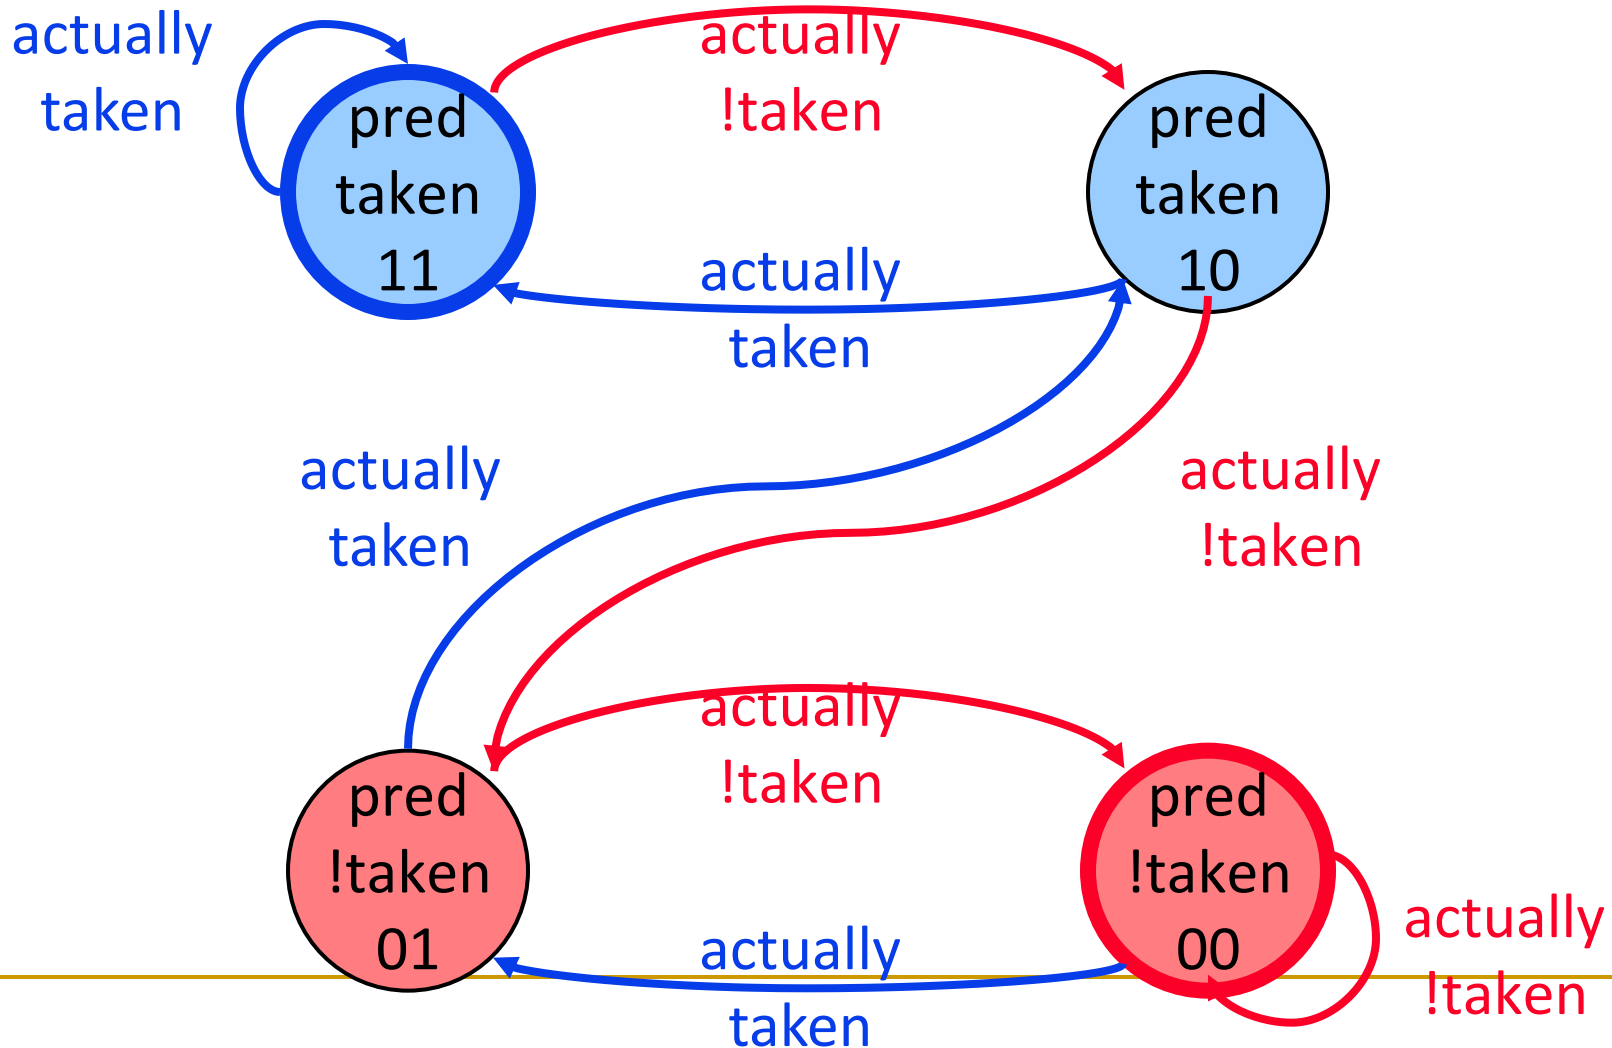 actually
taken
actually
!taken
pred
taken
11
pred
taken
10
actually
taken
actually
taken
actually
!taken
actually
!taken
pred
!taken
01
pred
!taken
00
actually
taken
actually
!taken